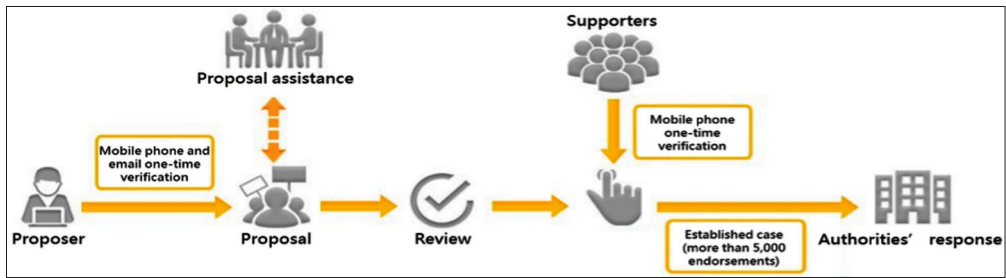 Supporters
Proposal assistance
Mobile phone and
email one-time
verification
Mobile phone
one-time
verification
Proposer
Proposal
Review
Established case
(more than 5,000
endorsements)
Authorities' response